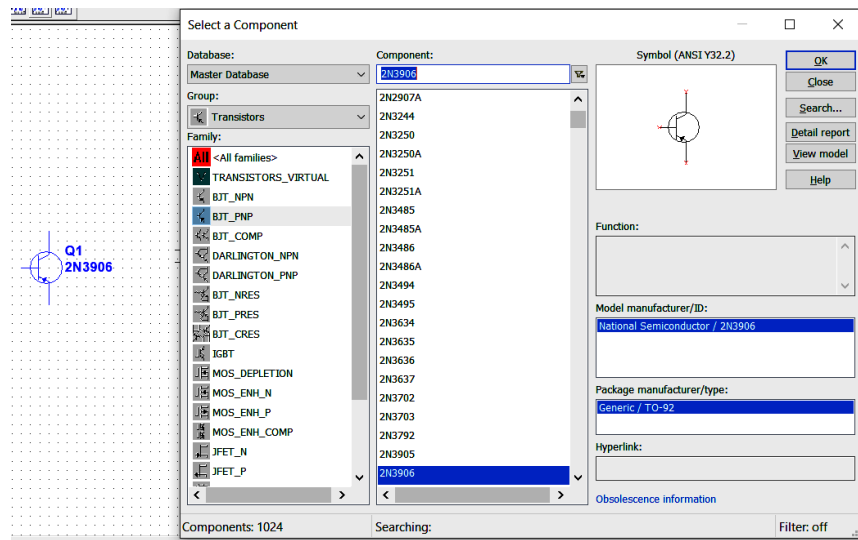 Select a Component
Database:
Master Database
Group:
Transistors
Family:
All <All families>
TRANSISTORS_VIRTUAL
BJT_NPN
BJT_PNP
BJT_COMP
DARLINGTON_NPN
DARLINGTON_PNP
BJT_NRES
BJT_PRES
BJT_CRES
IGBT
MOS_DEPLETION
MOS_ENH_N
MOS_ENH_P
MOS_ENH_COMP
JFET_N
JFET_P
Component:
2N3906
2N2907A
2N3244
2N3250
2N3250A
2N3251
2N3251A
2N3485
2N3485A
2N3486
2N3486A
2N3494
2N3495
2N3634
2N3635
2N3636
2N3637
2N3702
2N3703
2N3792
2N3905
2N3906
Symbol (ANSI Y32.2)
OK
Close
Search...
Detail report
View model
Help
Function:
Model manufacturer/ID:
National Semiconductor / 2N3906
Package manufacturer/type:
Generic / TO-92
Hyperlink:
Obsolescence information
Components: 1024
Searching:
Filter: off
Q1
2N3906